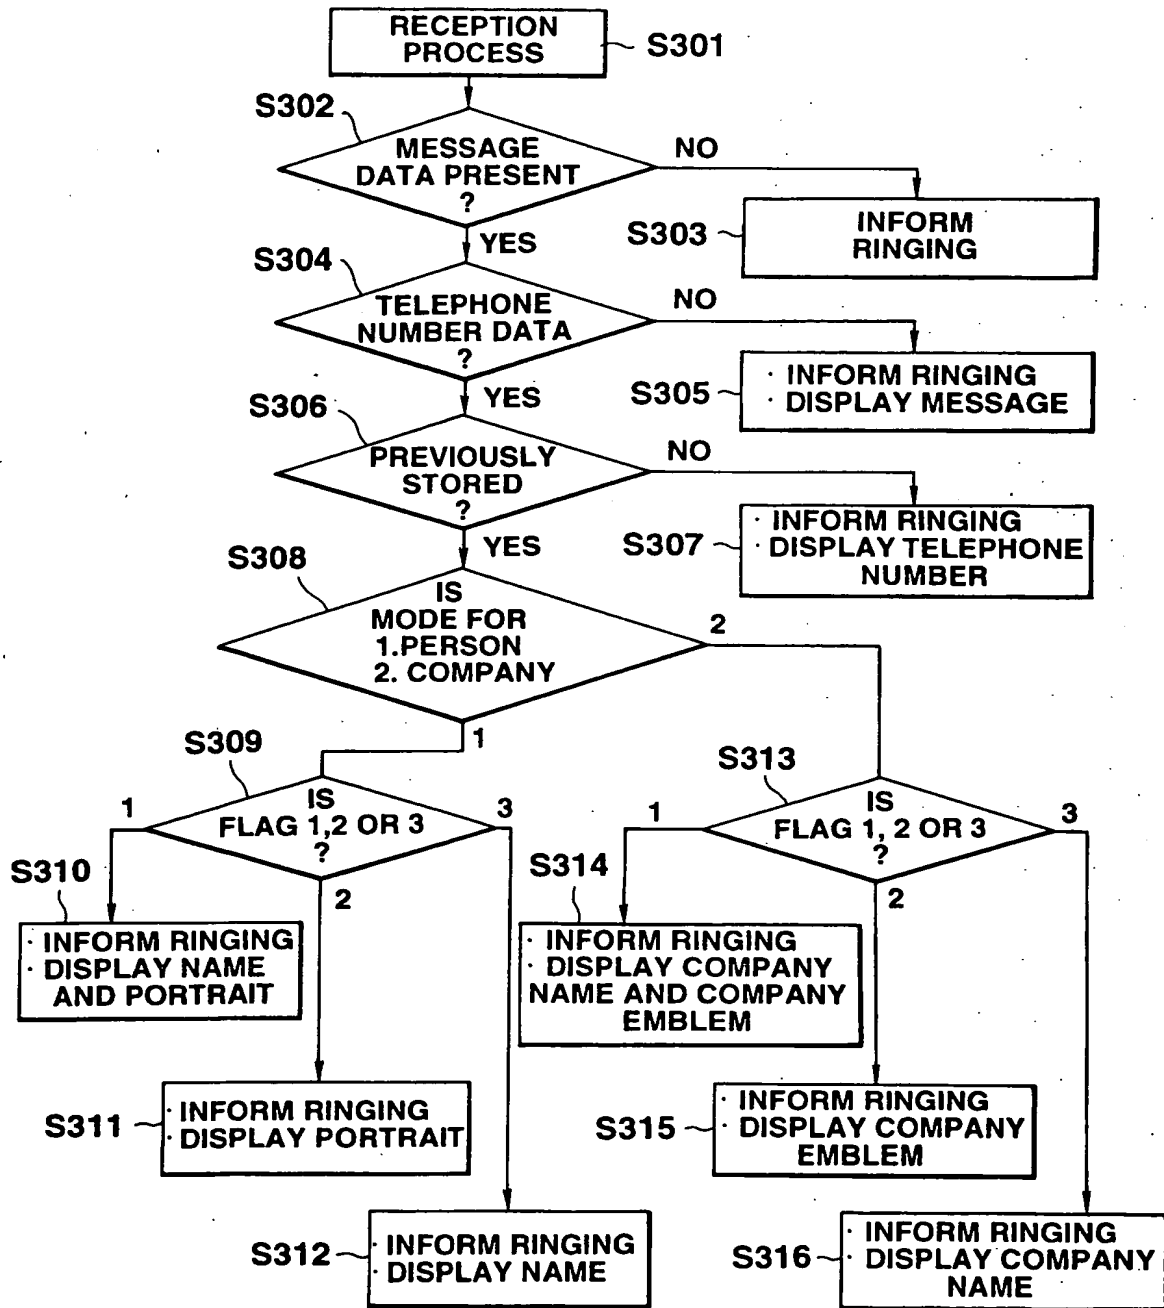 RECEPTION
PROCESS
S301
S302
MESSAGE
DATA PRESENT
?
NO
YES
S303
INFORM
RINGING
S304
TELEPHONE
NUMBER DATA
?
NO
YES
S305
· INFORM RINGING
· DISPLAY MESSAGE
S306
PREVIOUSLY
STORED
?
NO
YES
S307
· INFORM RINGING
· DISPLAY TELEPHONE
NUMBER
S308
IS
MODE FOR
1.PERSON
2. COMPANY
2
1
S309
IS
FLAG 1,2 OR 3
?
1
3
2
S313
IS
FLAG 1, 2 OR 3
?
1
3
2
S310
· INFORM RINGING
· DISPLAY NAME
AND PORTRAIT
S314
· INFORM RINGING
· DISPLAY COMPANY
NAME AND COMPANY
EMBLEM
S311
· INFORM RINGING
· DISPLAY PORTRAIT
S315
· INFORM RINGING
· DISPLAY COMPANY
EMBLEM
S312
· INFORM RINGING
· DISPLAY NAME
S316
· INFORM RINGING
· DISPLAY COMPANY
NAME